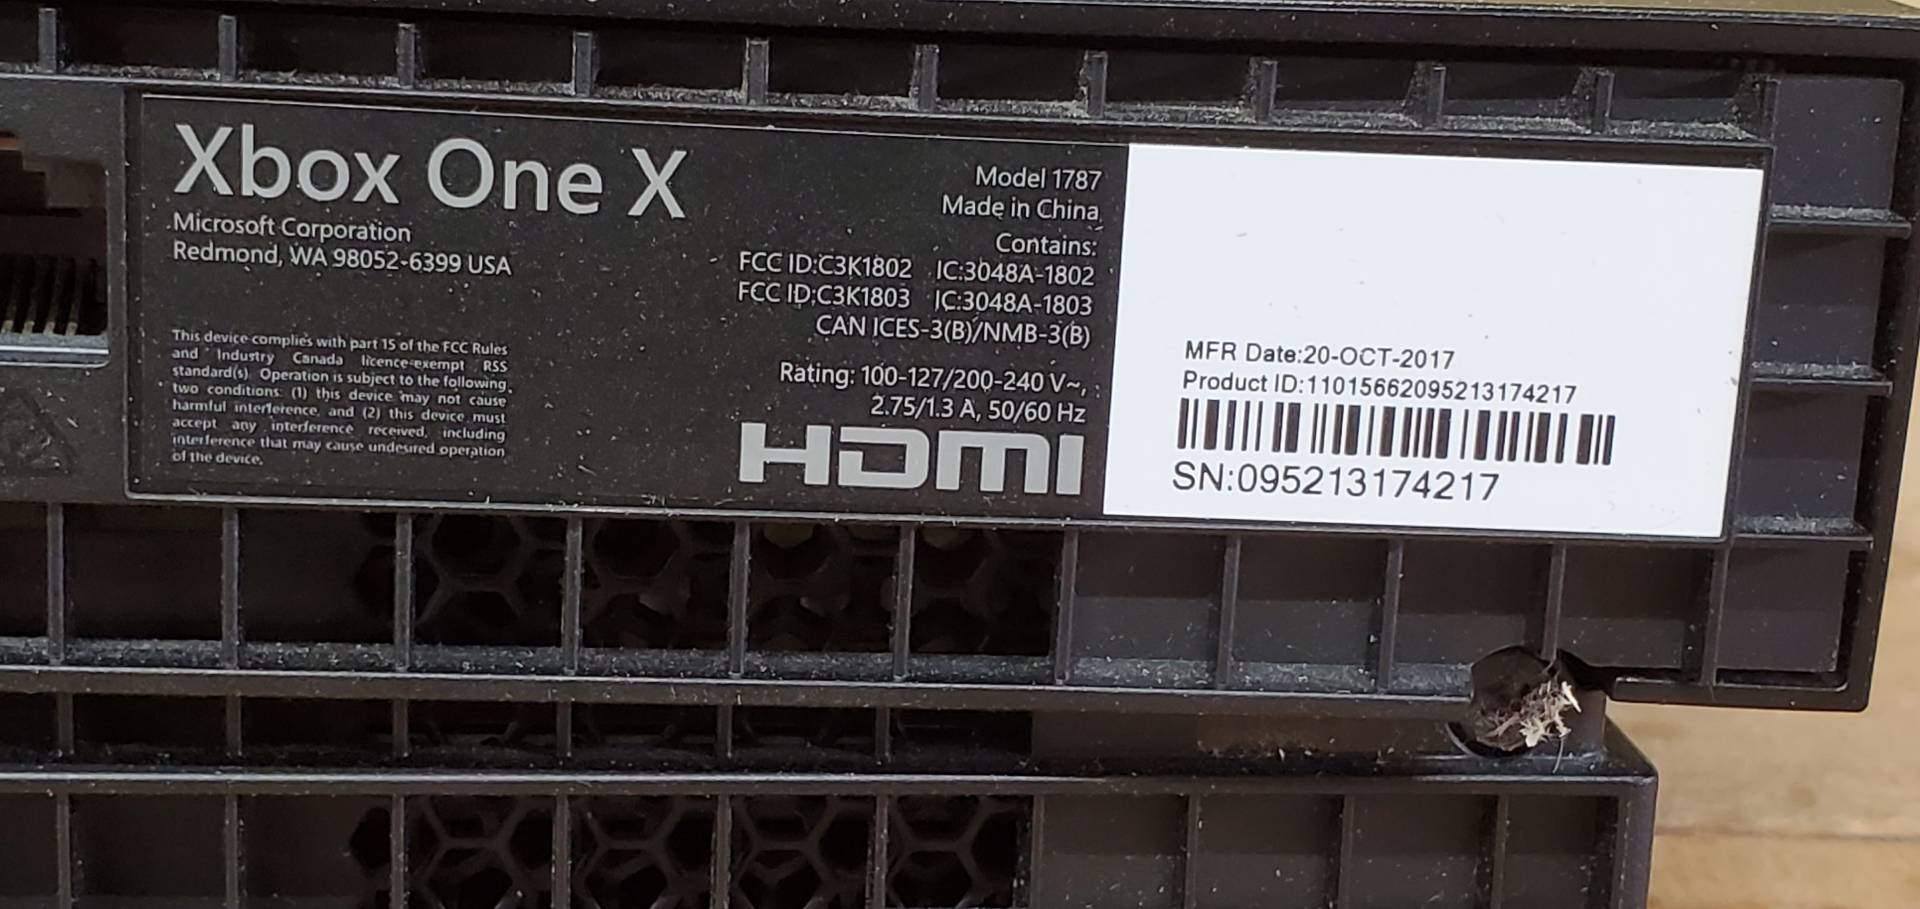 Xbox One X
Microsoft Corporation
Redmond, WA 98052-6399 USA
This device complies with part 15 of the FCC Rules
and Industry Canada licence-exempt RSS
standard(s). Operation is subject to the following
two conditions: (1) this device may not cause
harmful interference, and (2) this device must
accept any interference received, including
interference that may cause undesired operation
of the device.
Model 1787
Made in China
Contains:
FCC ID:C3K1802 IC:3048A-1802
FCC ID:C3K1803 IC:3048A-1803
CAN ICES-3(B)/NMB-3(B)
Rating: 100-127/200-240 V~,
2.75/1.3 A, 50/60 Hz
HDMI
MFR Date:20-OCT-2017
Product ID:11015662095213174217
SN:095213174217